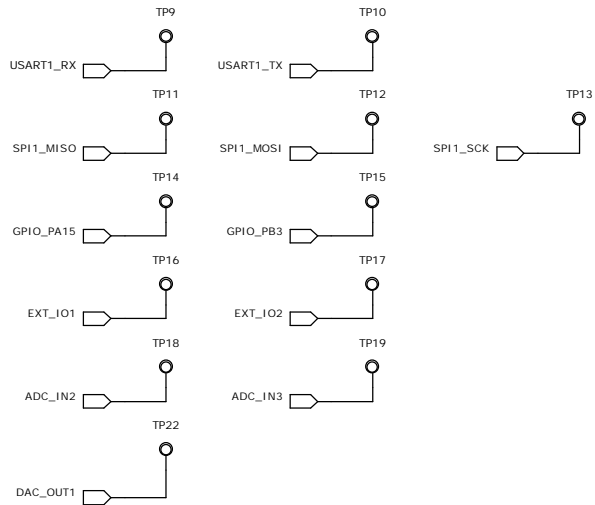 TP9 TP10
USART1_RX USART1_TX
TP11 TP12 TP13
SPI1_MISO SPI1_MOSI SPI1_SCK
TP14 TP15
GPIO_PA15 GPIO_PB3
TP16 TP17
EXT_IO1 EXT_IO2
TP18 TP19
ADC_IN2 ADC_IN3
TP22
DAC_OUT1